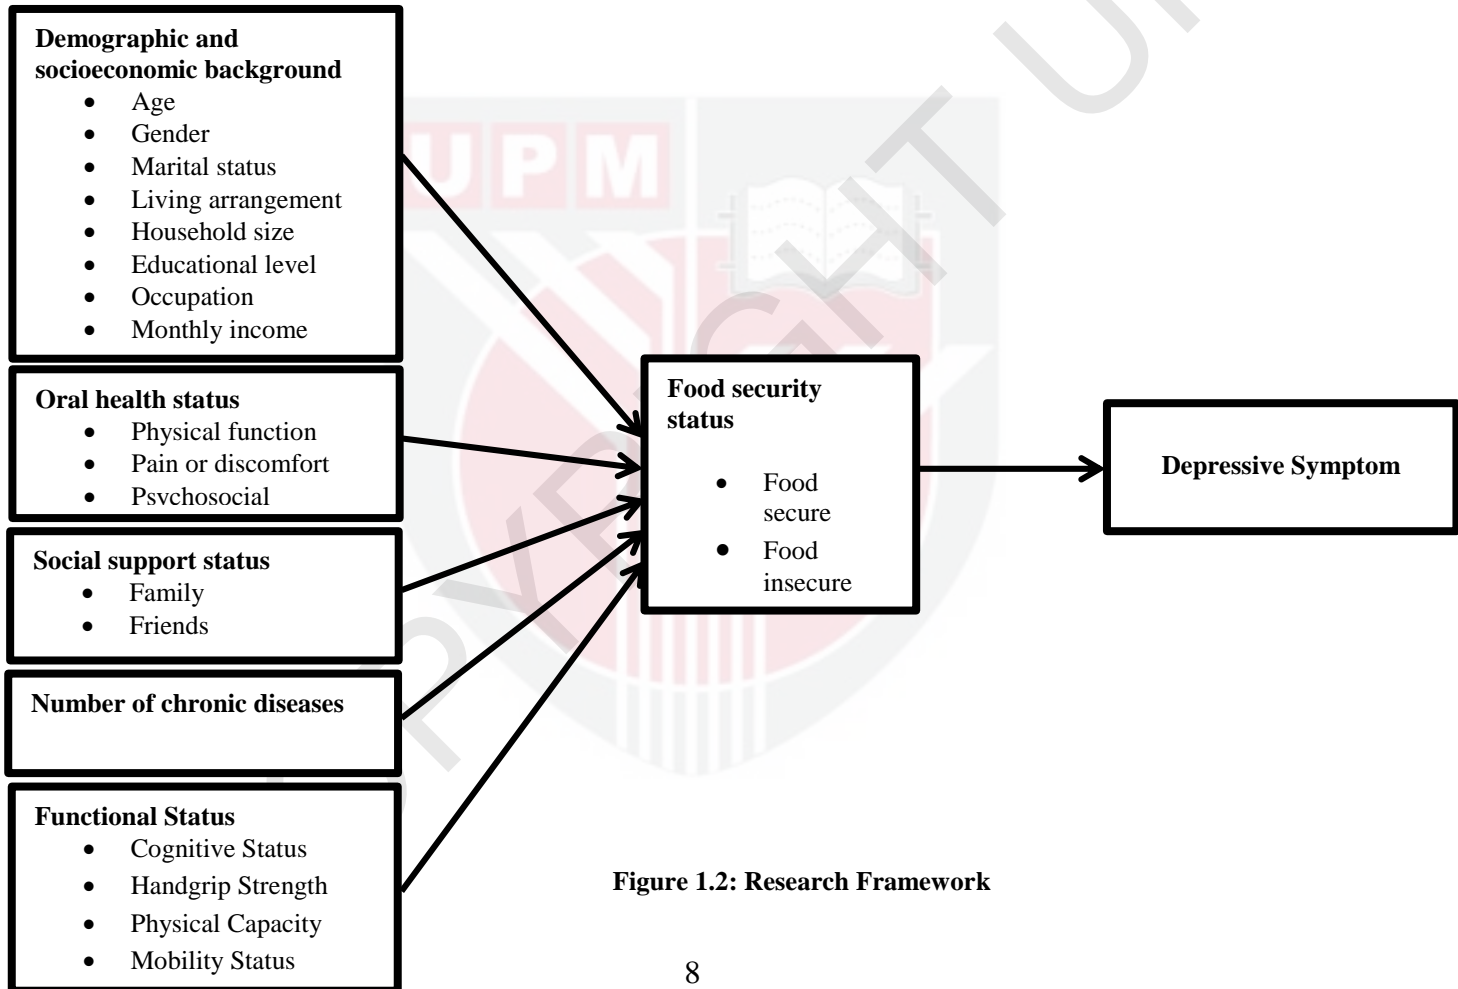 Demographic and
socioeconomic background
• Age
• Gender
• Marital status
• Living arrangement
• Household size
• Educational level
• Occupation
• Monthly income
Oral health status
• Physical function
• Pain or discomfort
• Psychosocial
Social support status
• Family
• Friends
Number of chronic diseases
Functional Status
• Cognitive Status
• Handgrip Strength
• Physical Capacity
• Mobility Status
Food security
status
• Food
secure
• Food
insecure
Depressive Symptom
UPM
Figure 1.2: Research Framework
8